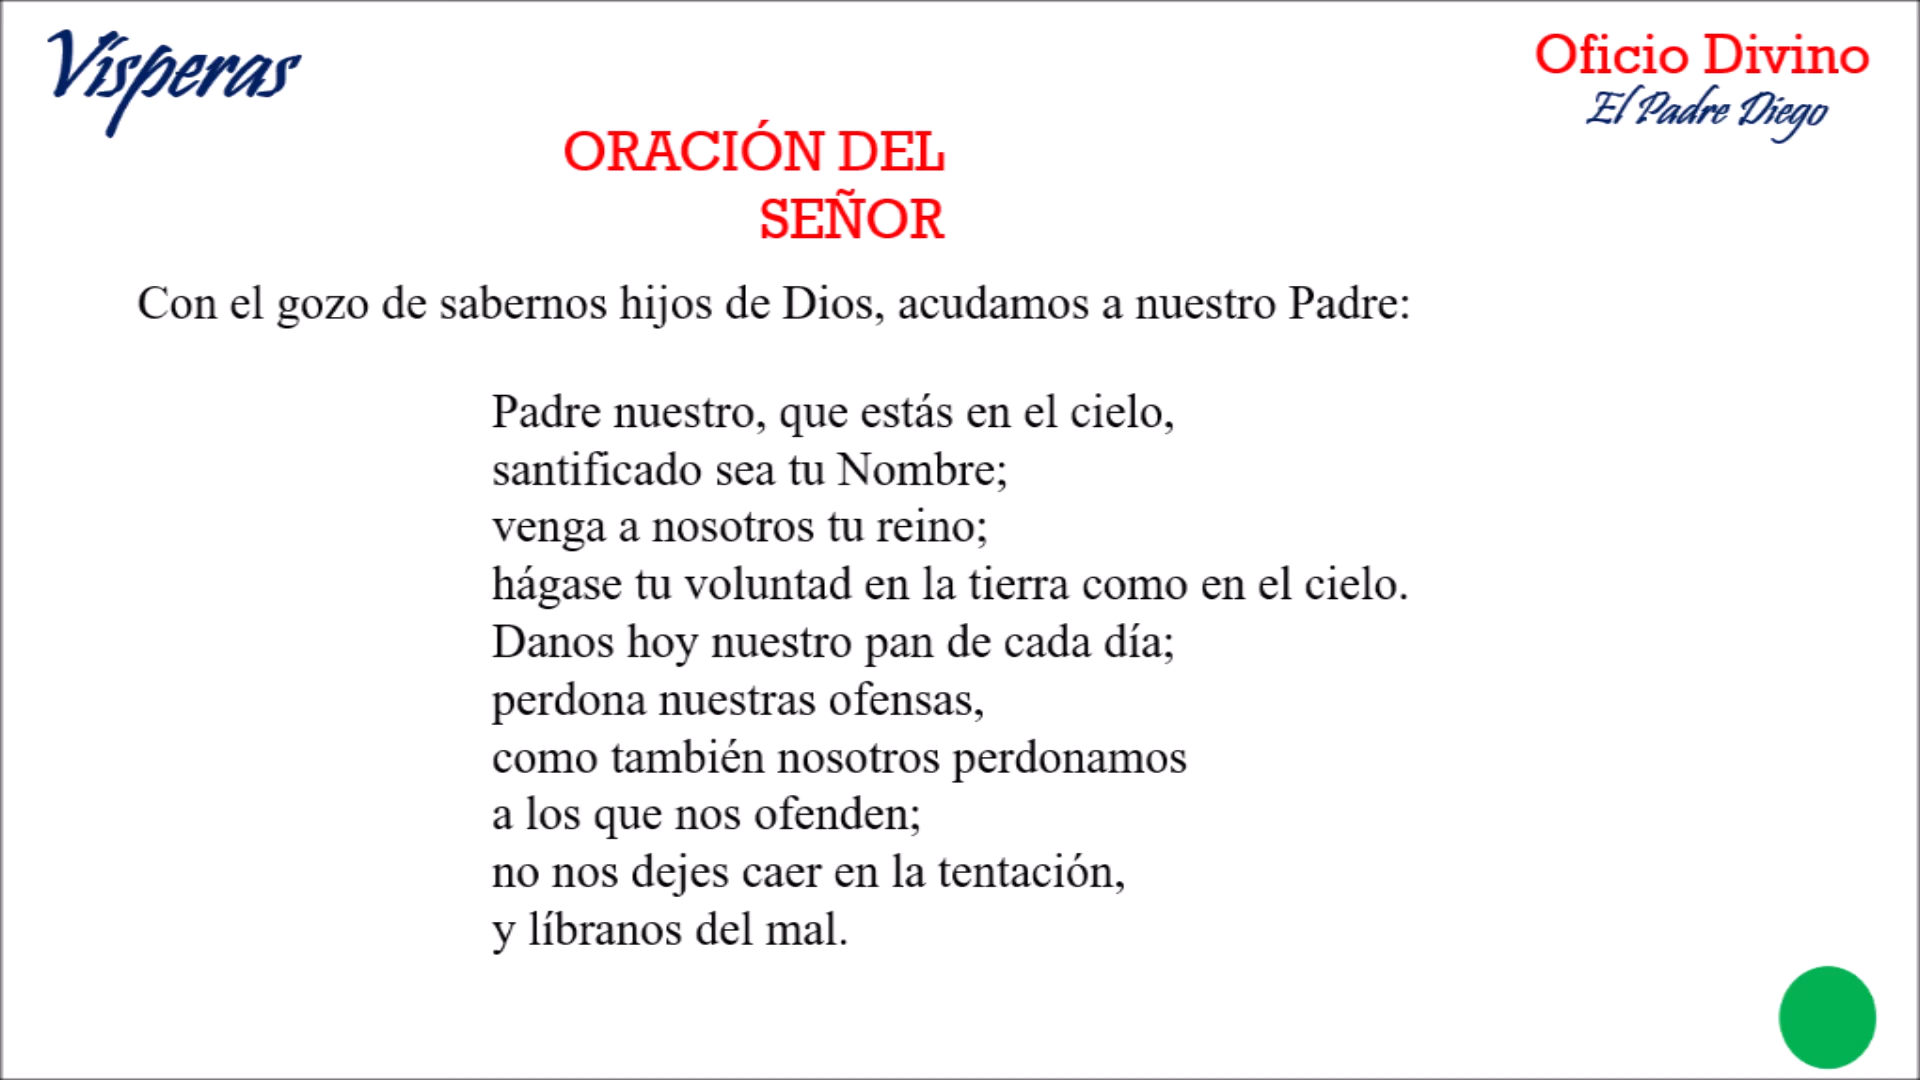 Vísperas
Oficio Divino
El Padre Diego
ORACIÓN DEL
SEÑOR
Con el gozo de sabernos hijos de Dios, acudamos a nuestro Padre:
Padre nuestro, que estás en el cielo,
santificado sea tu Nombre;
venga a nosotros tu reino;
hágase tu voluntad en la tierra como en el cielo.
Danos hoy nuestro pan de cada día;
perdona nuestras ofensas,
como también nosotros perdonamos
a los que nos ofenden;
no nos dejes caer en la tentación,
y líbranos del mal.